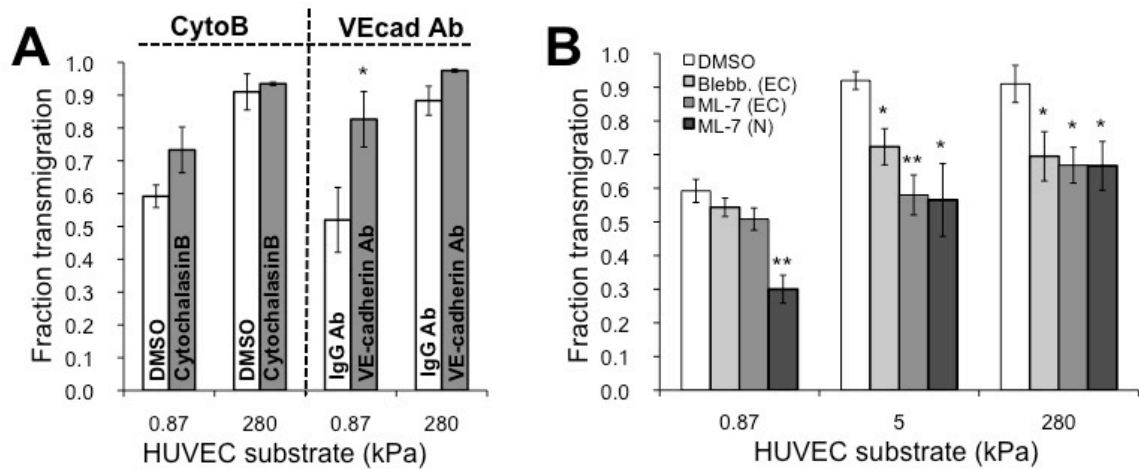 A
CytoB
VEcad Ab
Fraction transmigration
1.0
0.9
0.8
0.7
0.6
0.5
0.4
0.3
0.2
0.1
0.0
*
DMSO
CytochalasinB
DMSO
CytochalasinB
IgG Ab
VE-cadherin Ab
IgG Ab
VE-cadherin Ab
0.87 280 0.87 280
HUVEC substrate (kPa)
B
Fraction transmigration
1.0
0.9
0.8
0.7
0.6
0.5
0.4
0.3
0.2
0.1
0.0
DMSO
Blebb. (EC)
ML-7 (EC)
ML-7 (N)
**
* ** *
* * *
0.87 5 280
HUVEC substrate (kPa)